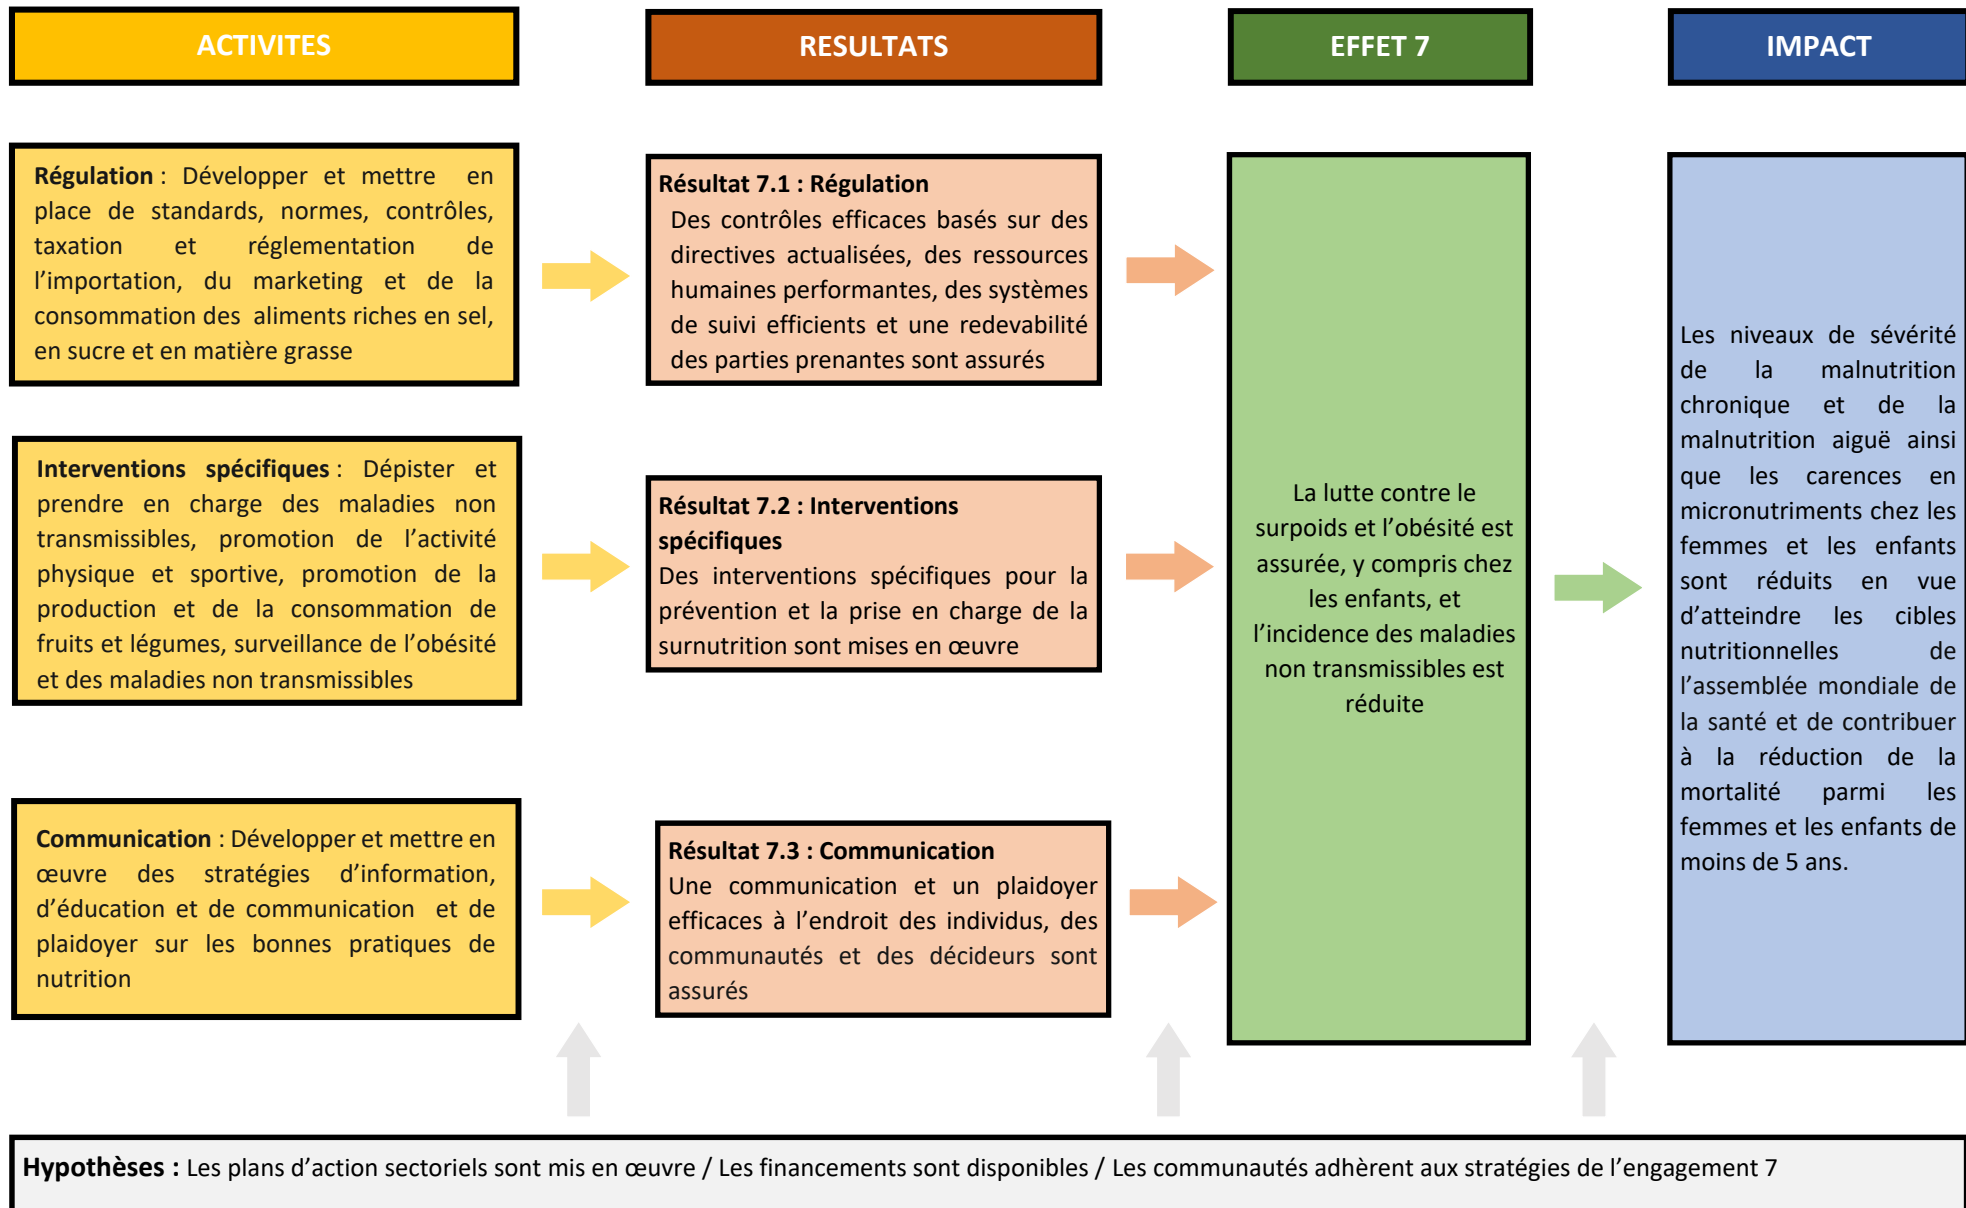 ACTIVITES
RESULTATS
EFFET 7
IMPACT
Régulation : Développer et mettre en
place de standards, normes, contrôles,
taxation et réglementation de
l’importation, du marketing et de la
consommation des aliments riches en sel,
en sucre et en matière grasse
Résultat 7.1 : Régulation
Des contrôles efficaces basés sur des
directives actualisées, des ressources
humaines performantes, des systèmes
de suivi efficients et une redevabilité
des parties prenantes sont assurés
Interventions spécifiques : Dépister et
prendre en charge des maladies non
transmissibles, promotion de l’activité
physique et sportive, promotion de la
production et de la consommation de
fruits et légumes, surveillance de l’obésité
et des maladies non transmissibles
Résultat 7.2 : Interventions
spécifiques
Des interventions spécifiques pour la
prévention et la prise en charge de la
surnutrition sont mises en œuvre
Communication : Développer et mettre en
œuvre des stratégies d’information,
d’éducation et de communication et de
plaidoyer sur les bonnes pratiques de
nutrition
Résultat 7.3 : Communication
Une communication et un plaidoyer
efficaces à l’endroit des individus, des
communautés et des décideurs sont
assurés
La lutte contre le
surpoids et l’obésité est
assurée, y compris chez
les enfants, et
l’incidence des maladies
non transmissibles est
réduite
Les niveaux de sévérité
de la malnutrition
chronique et de la
malnutrition aiguë ainsi
que les carences en
micronutriments chez les
femmes et les enfants
sont réduits en vue
d’atteindre les cibles
nutritionnelles de
l’assemblée mondiale de
la santé et de contribuer
à la réduction de la
mortalité parmi les
femmes et les enfants de
moins de 5 ans.
Hypothèses : Les plans d’action sectoriels sont mis en œuvre / Les financements sont disponibles / Les communautés adhèrent aux stratégies de l’engagement 7